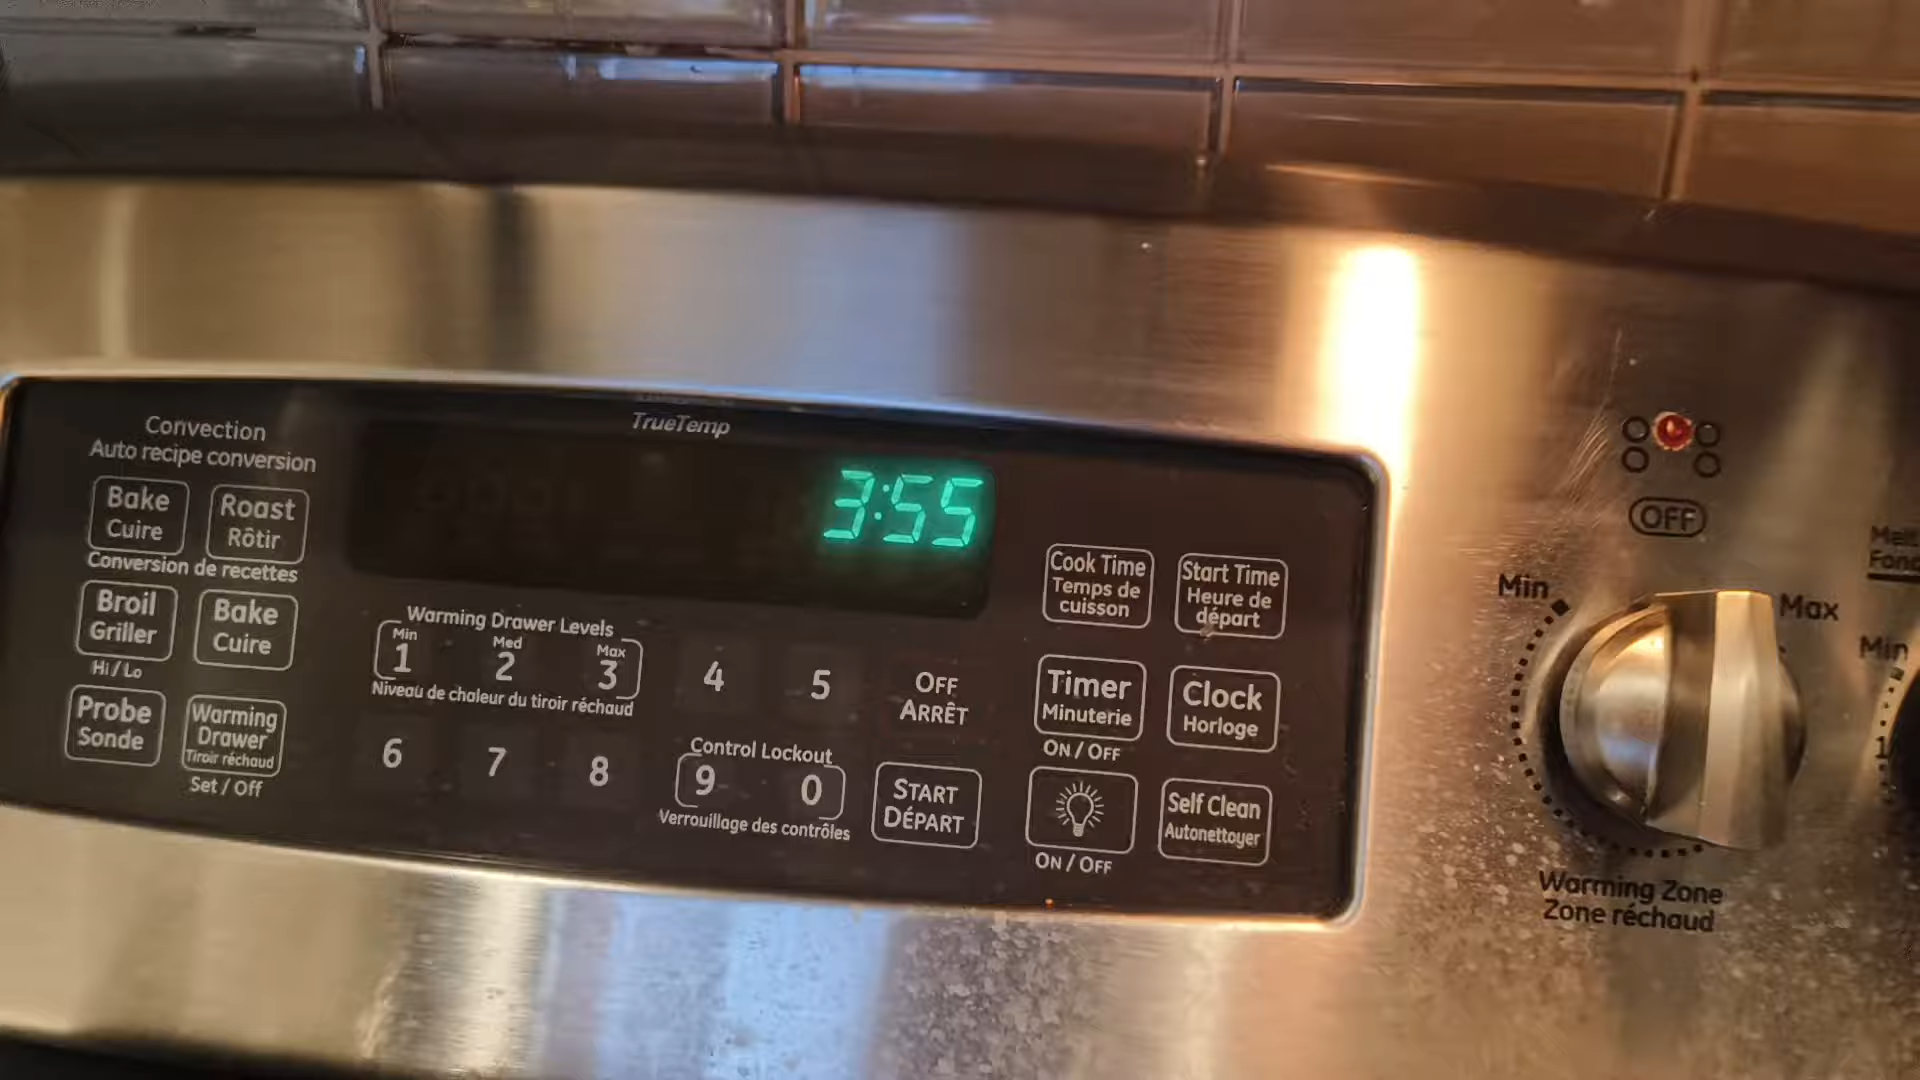 TrueTemp
3:55
Convection
Auto recipe conversion
Bake
Cuire
Roast
Rôtir
Conversion de recettes
Broil
Griller
Hi / Lo
Bake
Cuire
Probe
Sonde
Warming
Drawer
Tiroir réchaud
Set / Off
Warming Drawer Levels
Min
1
Med
2
Max
3
Niveau de chaleur du tiroir réchaud
4
5
6
7
8
Control Lockout
9
0
Verrouillage des contrôles
OFF
ARRÊT
START
DÉPART
Cook Time
Temps de
cuisson
Start Time
Heure de
départ
Timer
Minuterie
ON / OFF
Clock
Horloge
ON / OFF
Self Clean
Autonettoyer
OFF
Min
Max
Warming Zone
Zone réchaud
Min
1